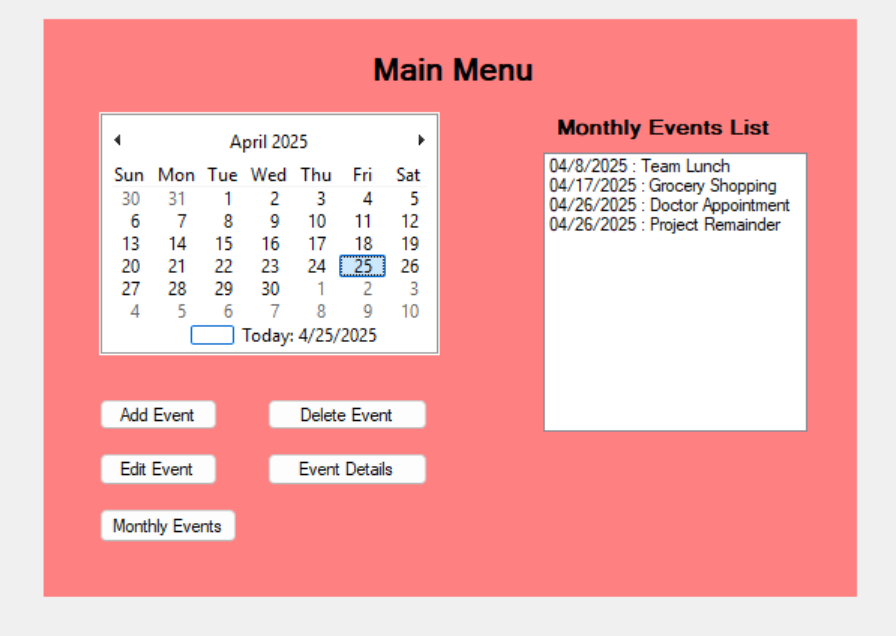 Main Menu
April 2025
Sun Mon Tue Wed Thu Fri Sat
30 31 1 2 3 4 5
6 7 8 9 10 11 12
13 14 15 16 17 18 19
20 21 22 23 24 25 26
27 28 29 30 1 2 3
4 5 6 7 8 9 10
Today: 4/25/2025
Monthly Events List
04/8/2025 : Team Lunch
04/17/2025 : Grocery Shopping
04/26/2025 : Doctor Appointment
04/26/2025 : Project Remainder
Add Event
Delete Event
Edit Event
Event Details
Monthly Events